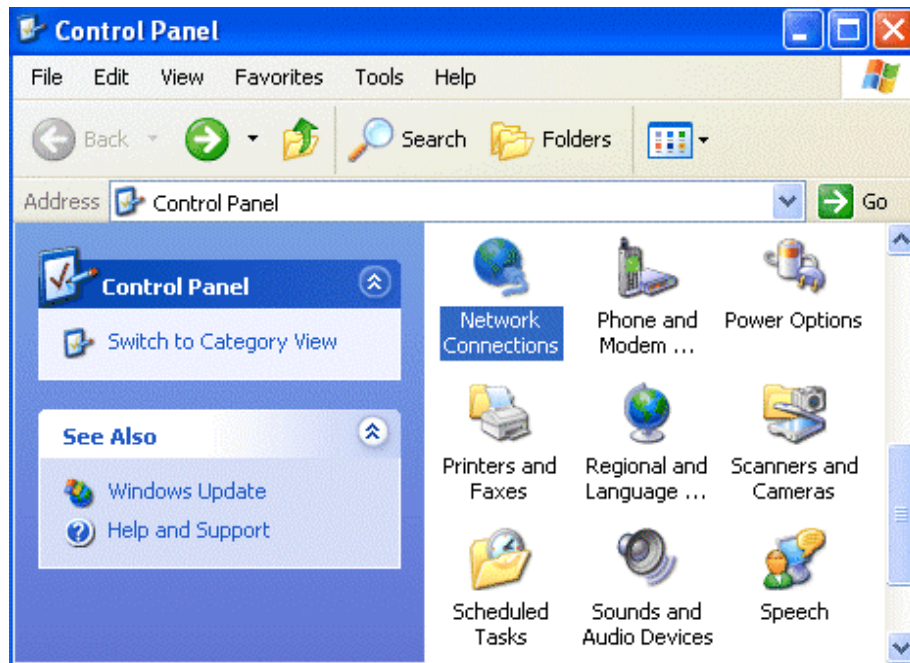 Control Panel
File Edit View Favorites Tools Help
Back Search Folders
Address Control Panel Go
Control Panel
Switch to Category View
See Also
Windows Update
Help and Support
Network
Connections
Phone and
Modem ...
Power Options
Printers and
Faxes
Regional and
Language ...
Scanners and
Cameras
Scheduled
Tasks
Sounds and
Audio Devices
Speech